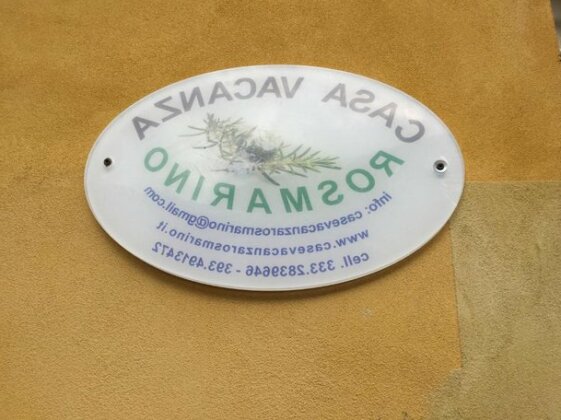 CASA VACANZA
ROSMARINO
info: casevacanzarosmarino@gmail.com
www.casevacanzarosmarino.it
cell. 333.2839646 - 393.4913472